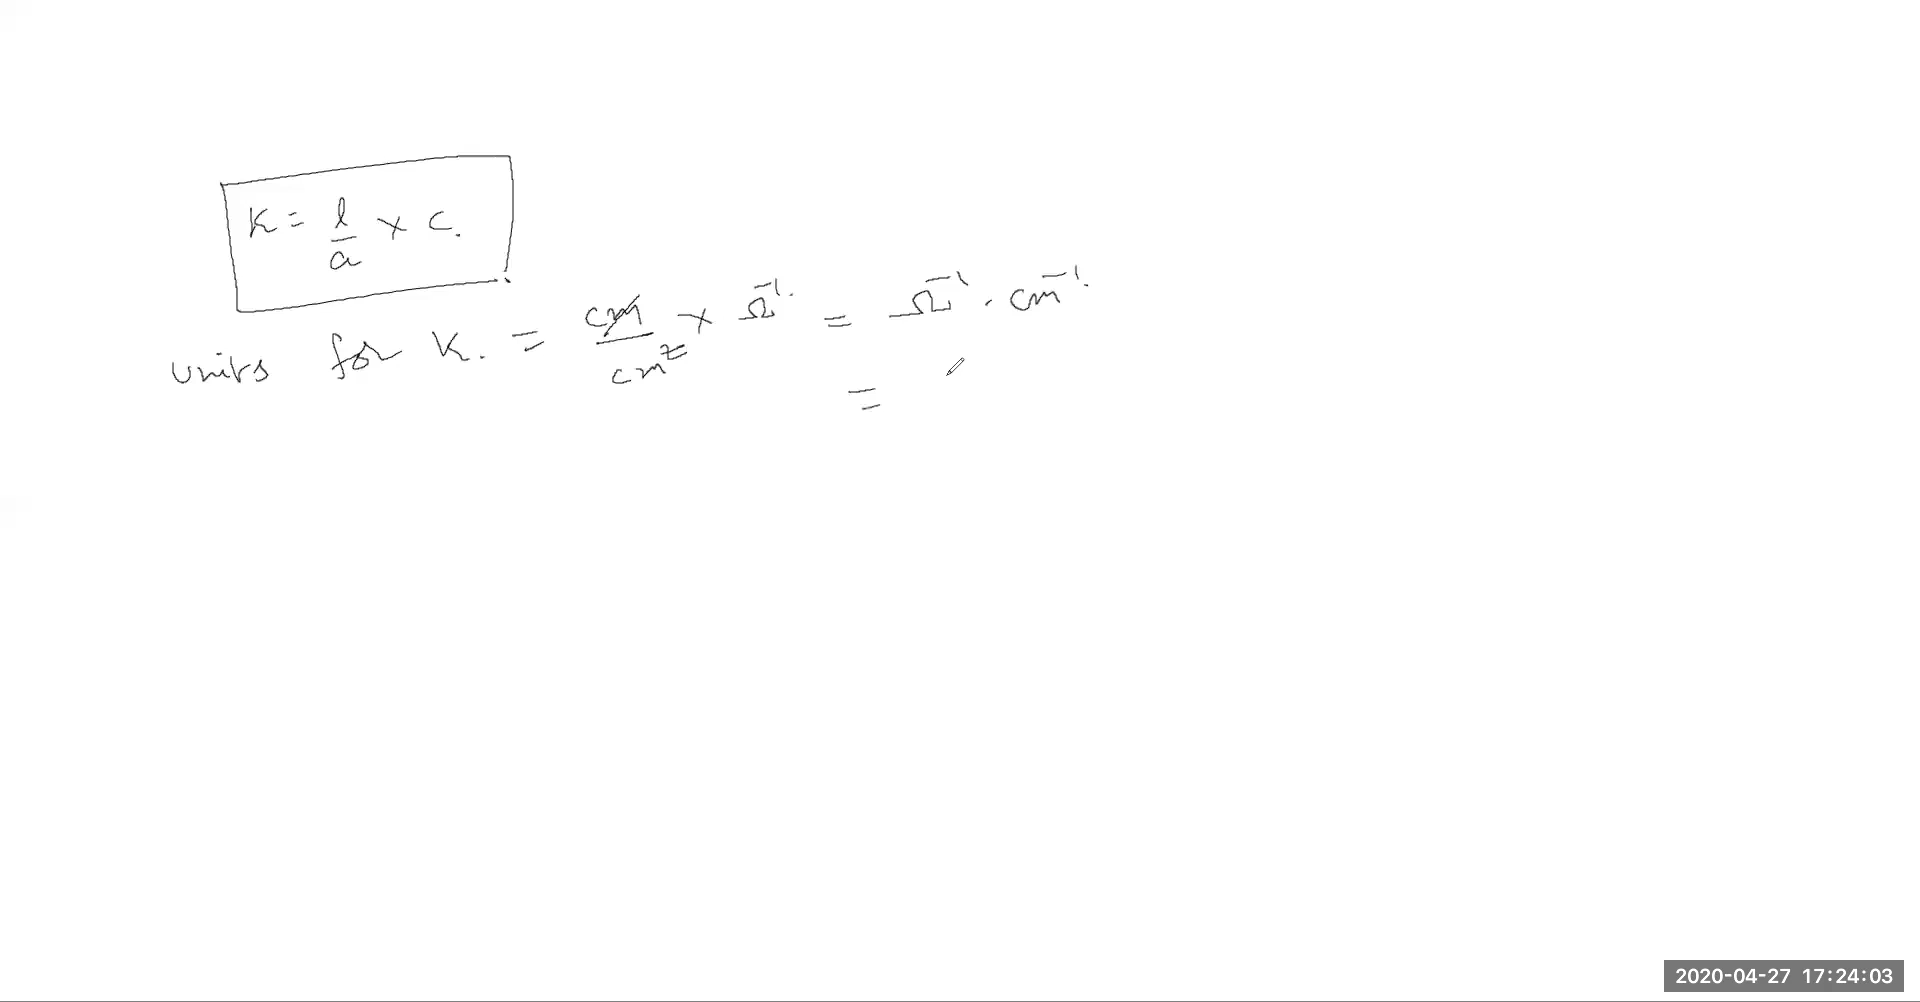 K = l/a × c.
units for K. = cm/cm² × Ω⁻¹. = Ω⁻¹ . cm⁻¹.
=
2020-04-27 17:24:03